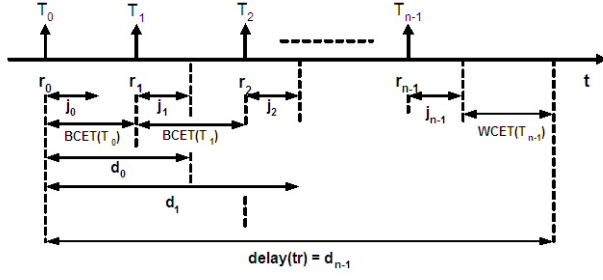 T₀ T₁ T₂ Tₙ₋₁
r₀ r₁ r₂ rₙ₋₁ t
j₀ j₁ j₂ jₙ₋₁
BCET(T₀) BCET(T₁) WCET(Tₙ₋₁)
d₀
d₁
delay(tr) = dₙ₋₁